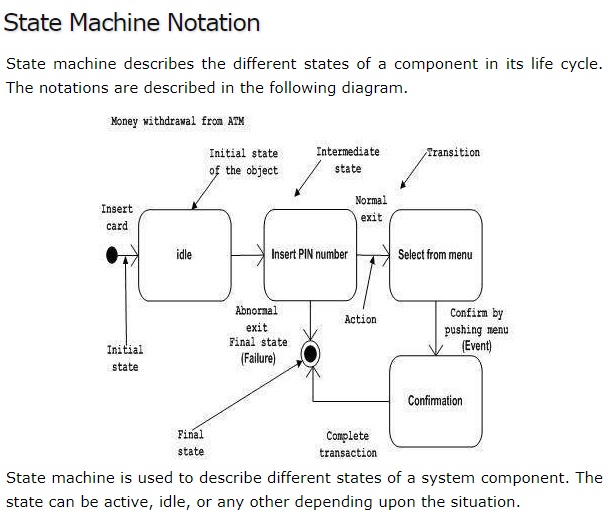 State Machine Notation
State machine describes the different states of a component in its life cycle.
The notations are described in the following diagram.
Money withdrawal from ATM
Initial state
of the object
Intermediate
state
Transition
Insert
card
Normal
exit
idle
Insert PIN number
Select from menu
Abnormal
exit
Final state
(Failure)
Action
Confirm by
pushing menu
(Event)
Initial
state
Confirmation
Final
state
Complete
transaction
State machine is used to describe different states of a system component. The
state can be active, idle, or any other depending upon the situation.